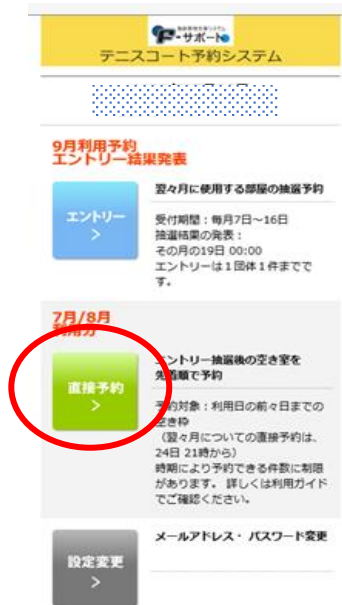 F-サポート
テニスコート予約システム
9月利用予約
エントリー結果発表
エントリー
>
翌々月に使用する部屋の抽選予約
受付期間：毎月7日～16日
抽選結果の発表：
その月の19日 00:00
エントリーは１団体１件までで
す。
7月/8月
直接予約
>
エントリー抽選後の空き室を
先着順で予約
予約対象：利用日の前々日までの
空き枠
（翌々月についての直接予約は、
24日 21時から）
時期により予約できる件数に制限
があります。 詳しくは利用ガイド
でご確認ください。
設定変更
>
メールアドレス・ パスワード変更